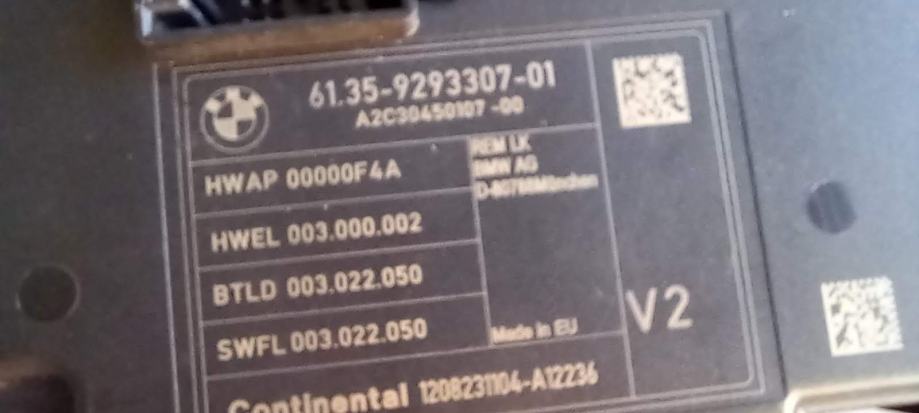 61.35-9293307-01
A2C30450107 -00
HWAP 00000F4A
REM LK
BMW AG
HWEL 003.000.002
BTLD 003.022.050
SWFL 003.022.050
Made in EU
V2
Continental 1208231104-A12236